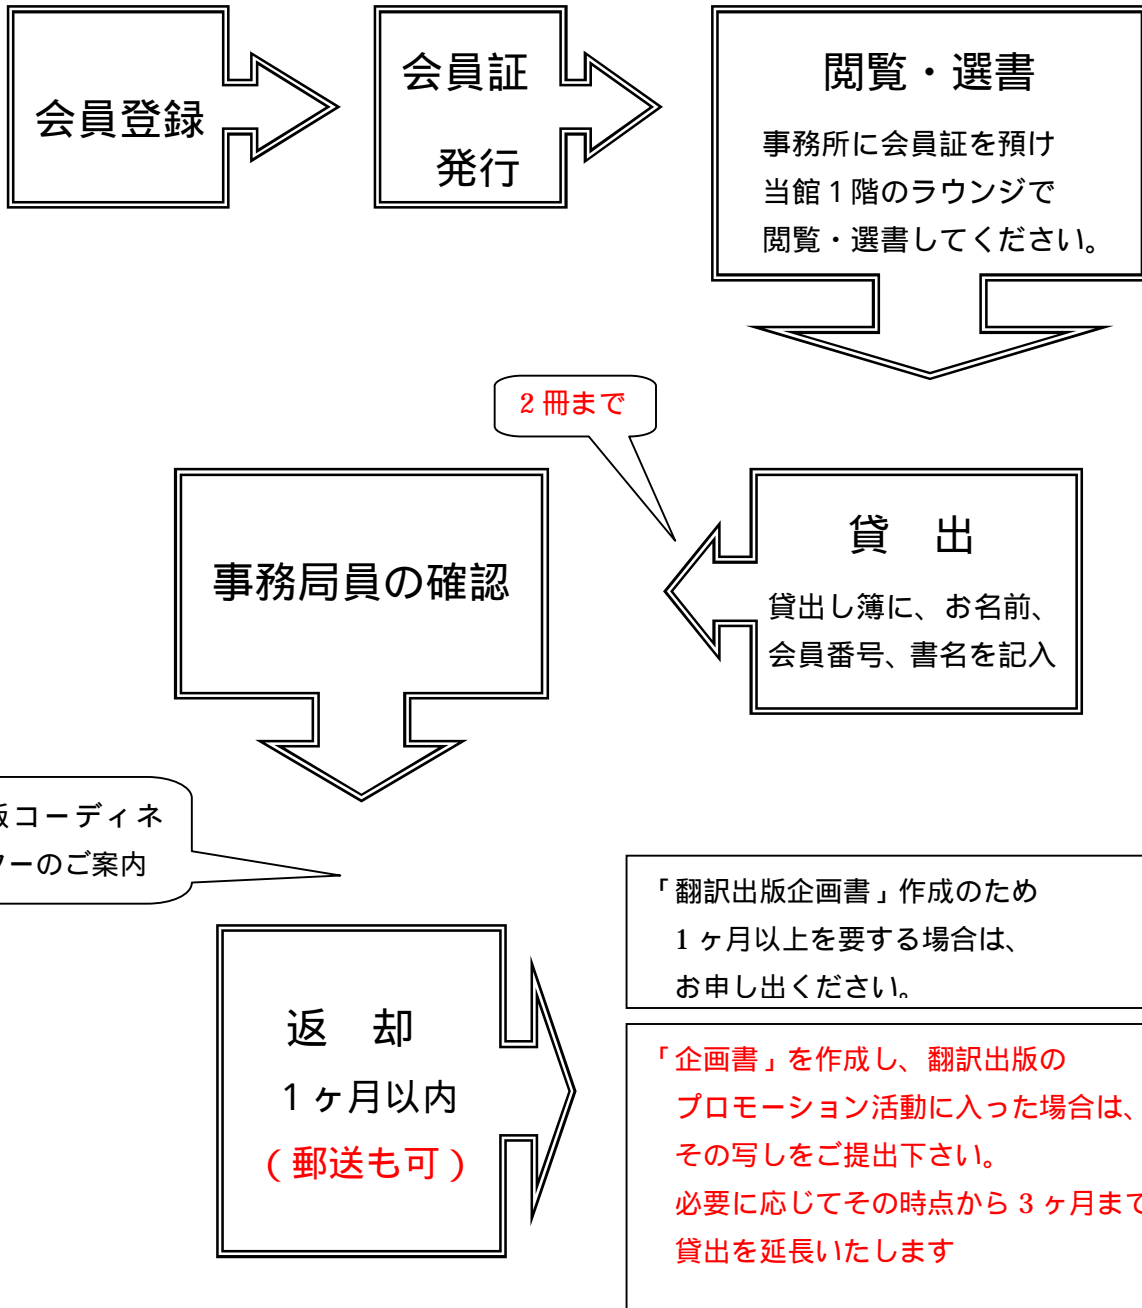 会員登録
会員証
発行
閲覧・選書
事務所に会員証を預け
当館1階のラウンジで
閲覧・選書してください。
2冊まで
貸 出
貸出し簿に、お名前、
会員番号、書名を記入
事務局員の確認
版コーディネ
ターのご案内
返 却
1ヶ月以内
(郵送も可)
「翻訳出版企画書」作成のため
1ヶ月以上を要する場合は、
お申し出ください。
「企画書」を作成し、翻訳出版の
プロモーション活動に入った場合は、
その写しをご提出下さい。
必要に応じてその時点から3ヶ月まで
貸出を延長いたします